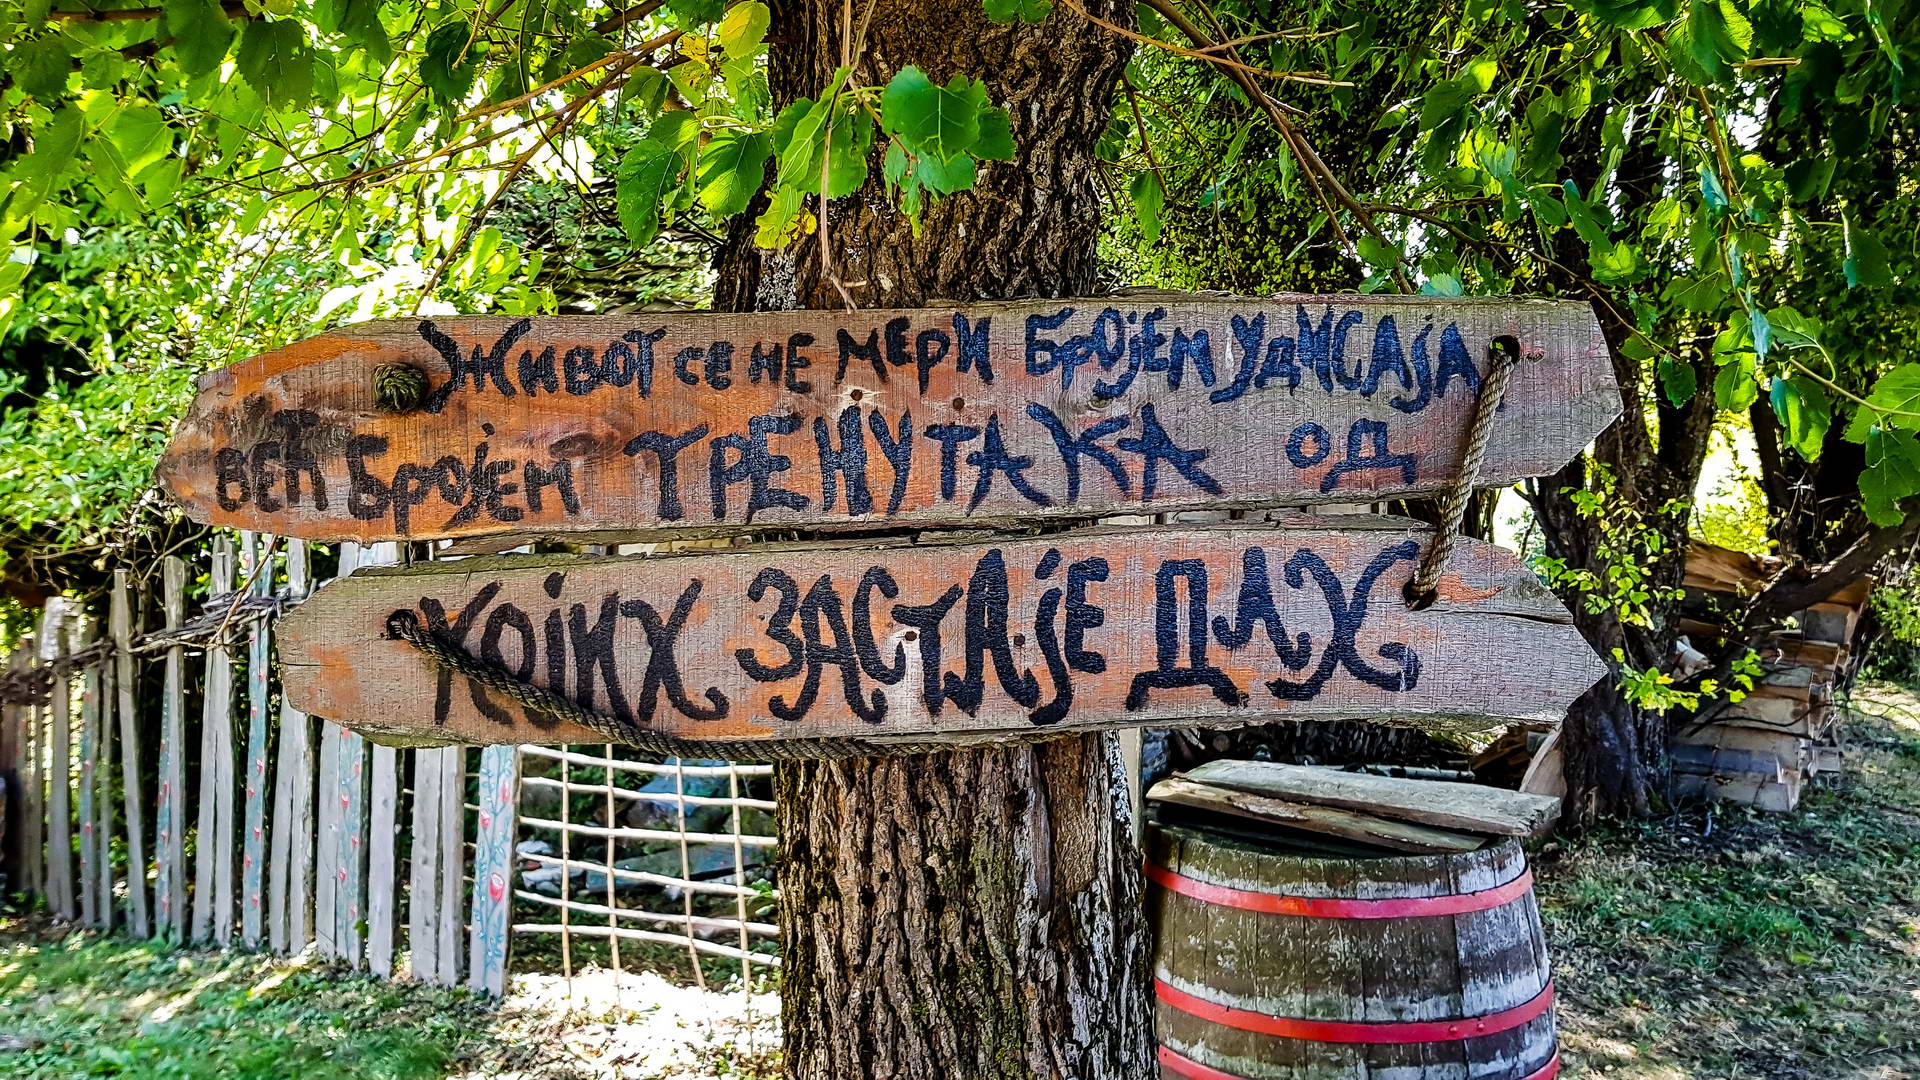 Живот се не мери бројем удисаја
већ бројем тренутака од
којих застаје дах